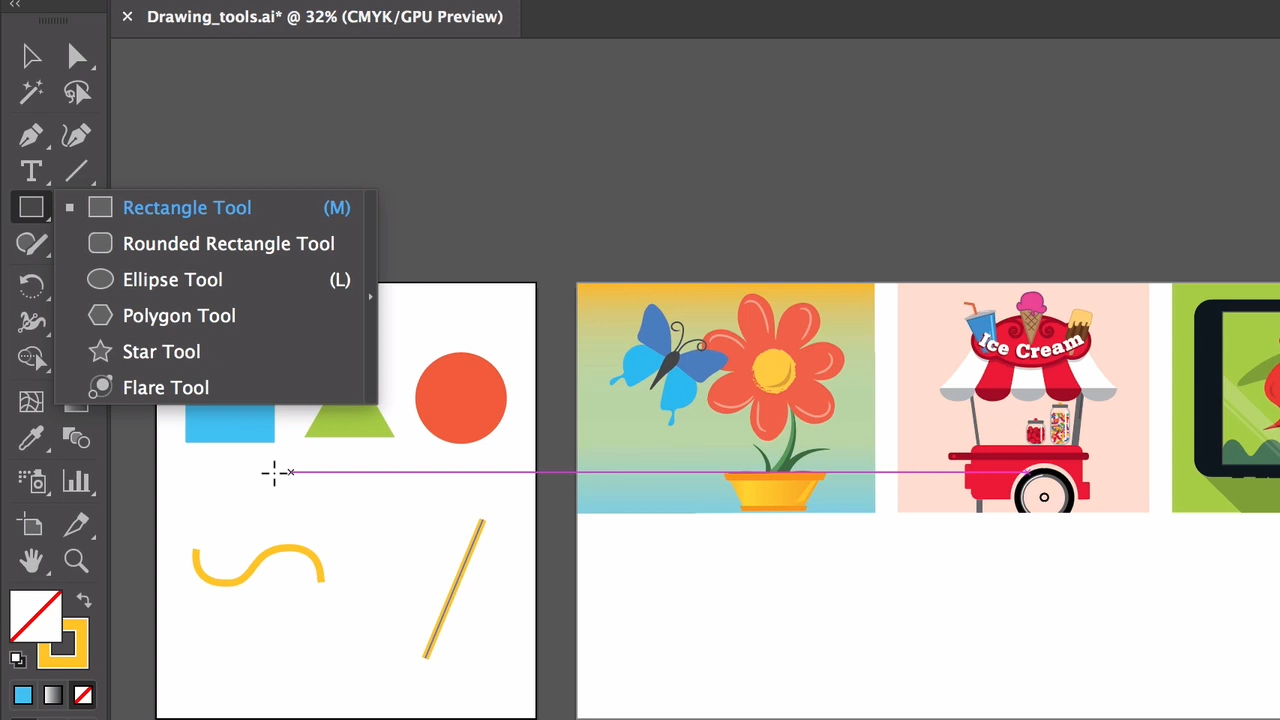 Drawing_tools.ai* @ 32% (CMYK/GPU Preview)
Rectangle Tool (M)
Rounded Rectangle Tool
Ellipse Tool (L)
Polygon Tool
Star Tool
Flare Tool
Ice Cream